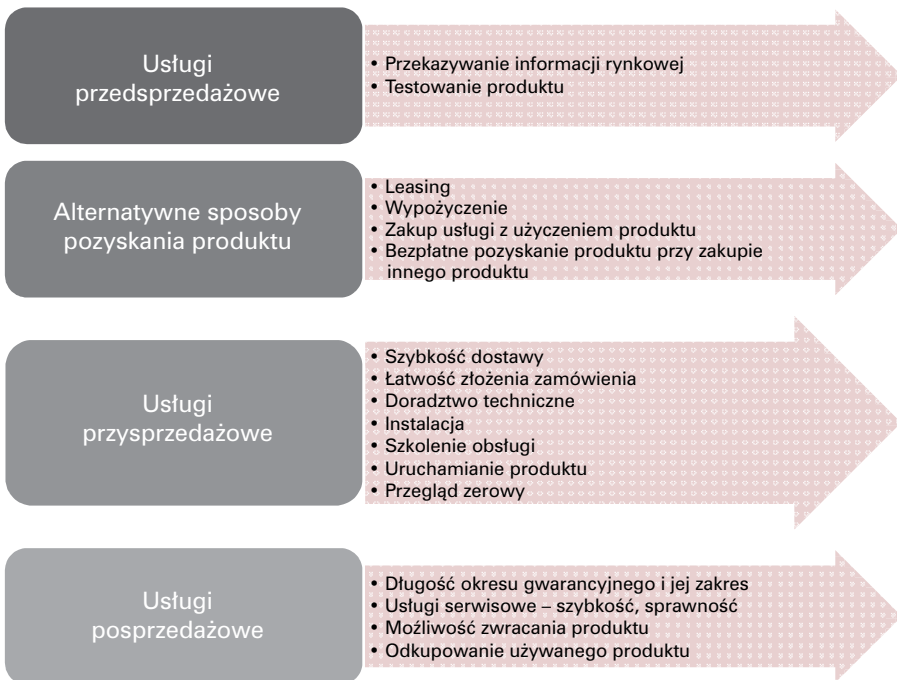 Usługi
przedsprzedażowe
• Przekazywanie informacji rynkowej
• Testowanie produktu
Alternatywne sposoby
pozyskania produktu
• Leasing
• Wypożyczenie
• Zakup usługi z użyczeniem produktu
• Bezpłatne pozyskanie produktu przy zakupie
innego produktu
Usługi
przysprzedażowe
• Szybkość dostawy
• Łatwość złożenia zamówienia
• Doradztwo techniczne
• Instalacja
• Szkolenie obsługi
• Uruchamianie produktu
• Przegląd zerowy
Usługi
posprzedażowe
• Długość okresu gwarancyjnego i jej zakres
• Usługi serwisowe – szybkość, sprawność
• Możliwość zwracania produktu
• Odkupowanie używanego produktu